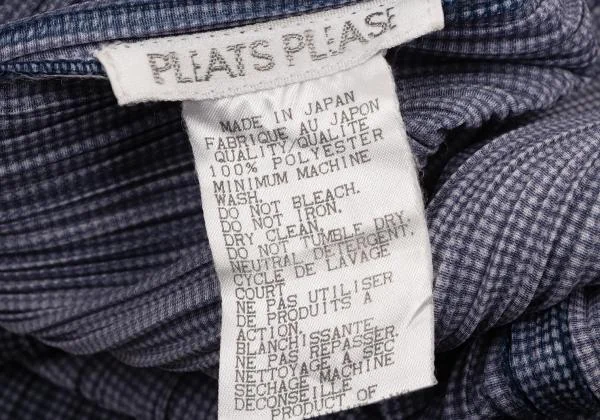 PLEATS PLEASE
MADE IN JAPAN
FABRIQUE AU JAPON
QUALITY/QUALITE
100% POLYESTER
MINIMUM MACHINE
WASH.
DO NOT BLEACH.
DO NOT IRON.
DRY CLEAN.
DO NOT TUMBLE DRY.
NEUTRAL DETERGENT.
CYCLE DE LAVAGE
COURT
NE PAS UTILISER
DE PRODUITS A
ACTION.
BLANCHISSANTE.
NE PAS REPASSER.
NETTOYAGE A SEC
SECHAGE MACHINE
DECONSEILLE
PRODUCT OF